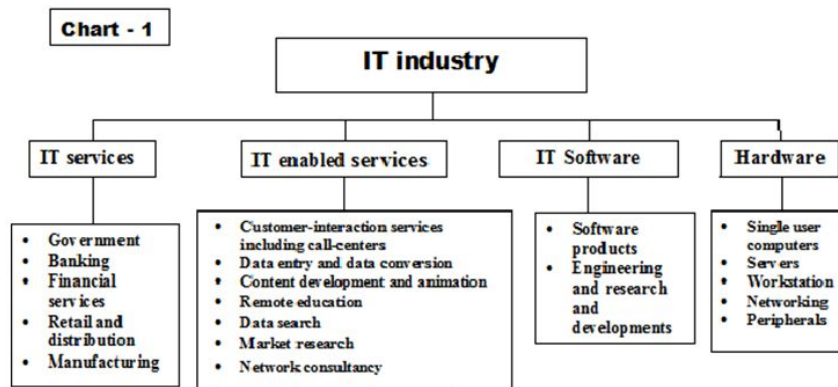 Chart - 1
IT industry
IT services
IT enabled services
IT Software
Hardware
• Government
• Banking
• Financial
services
• Retail and
distribution
• Manufacturing
• Customer-interaction services
including call-centers
• Data entry and data conversion
• Content development and animation
• Remote education
• Data search
• Market research
• Network consultancy
• Software
products
• Engineering
and research
and
developments
• Single user
computers
• Servers
• Workstation
• Networking
• Peripherals